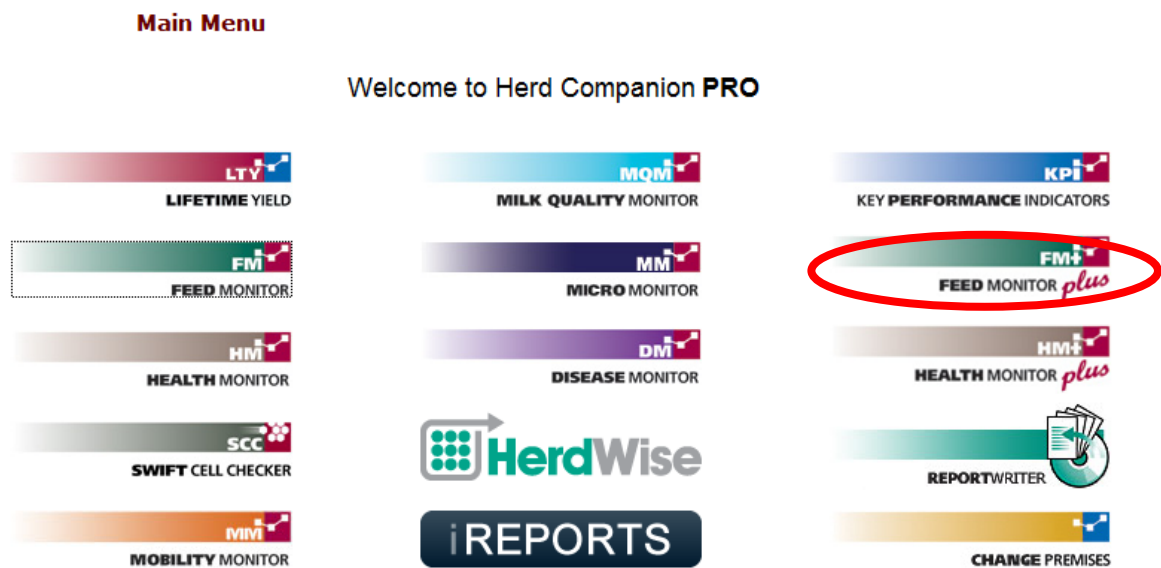 Main Menu
Welcome to Herd Companion PRO
LTY
LIFETIME YIELD
MQM
MILK QUALITY MONITOR
KPI
KEY PERFORMANCE INDICATORS
FM
FEED MONITOR
MM
MICRO MONITOR
FM+
FEED MONITOR plus
HM
HEALTH MONITOR
DM
DISEASE MONITOR
HM+
HEALTH MONITOR plus
SCC
SWIFT CELL CHECKER
HerdWise
REPORTWRITER
MM
MOBILITY MONITOR
iREPORTS
CHANGE PREMISES